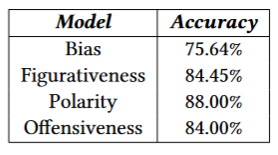 Model Accuracy
Bias 75.64%
Figurativeness 84.45%
Polarity 88.00%
Offensiveness 84.00%